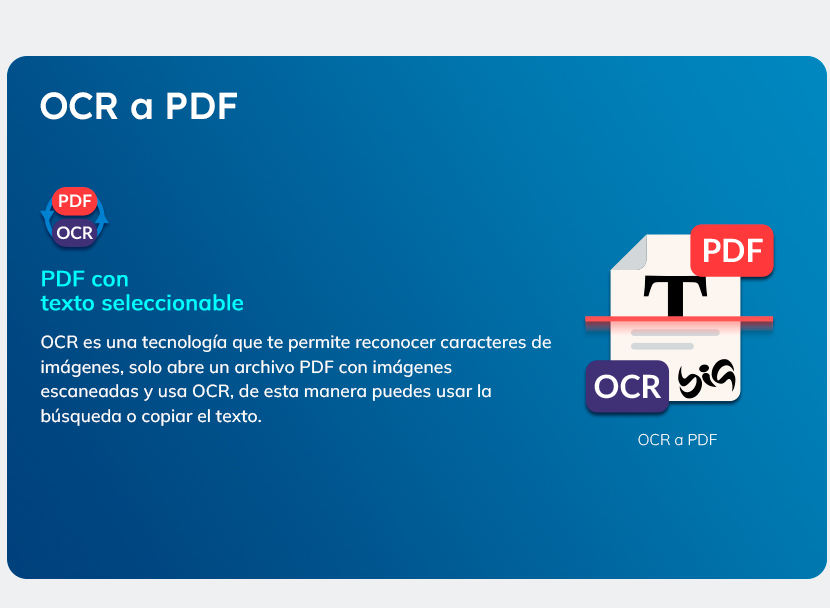 OCR a PDF
PDF
OCR
PDF con
texto seleccionable
OCR es una tecnología que te permite reconocer caracteres de
imágenes, solo abre un archivo PDF con imágenes
escaneadas y usa OCR, de esta manera puedes usar la
búsqueda o copiar el texto.
PDF
T
OCR
OCR a PDF